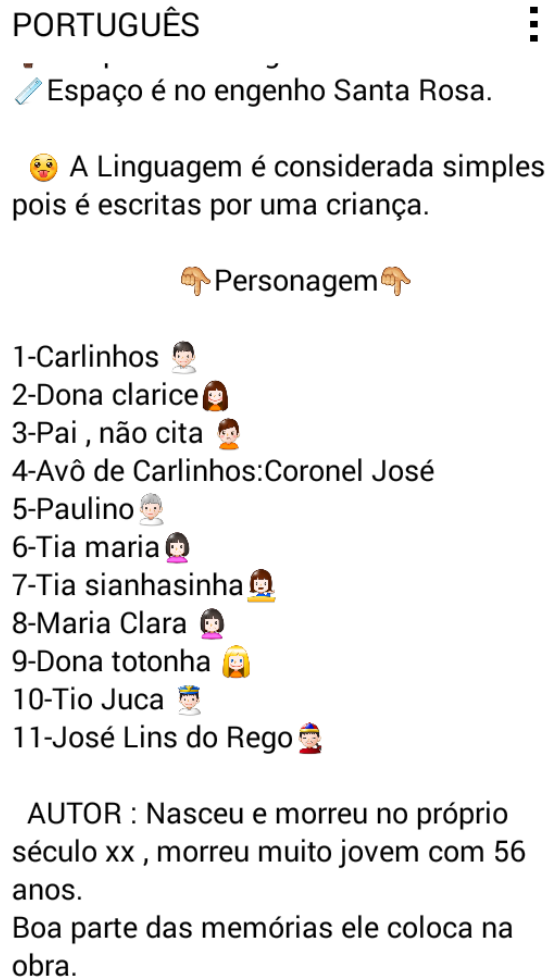 PORTUGUÊS
Espaço é no engenho Santa Rosa.
A Linguagem é considerada simples
pois é escritas por uma criança.
Personagem
1-Carlinhos
2-Dona clarice
3-Pai , não cita
4-Avô de Carlinhos:Coronel José
5-Paulino
6-Tia maria
7-Tia sianhasinha
8-Maria Clara
9-Dona totonha
10-Tio Juca
11-José Lins do Rego
AUTOR : Nasceu e morreu no próprio
século xx , morreu muito jovem com 56
anos.
Boa parte das memórias ele coloca na
obra.